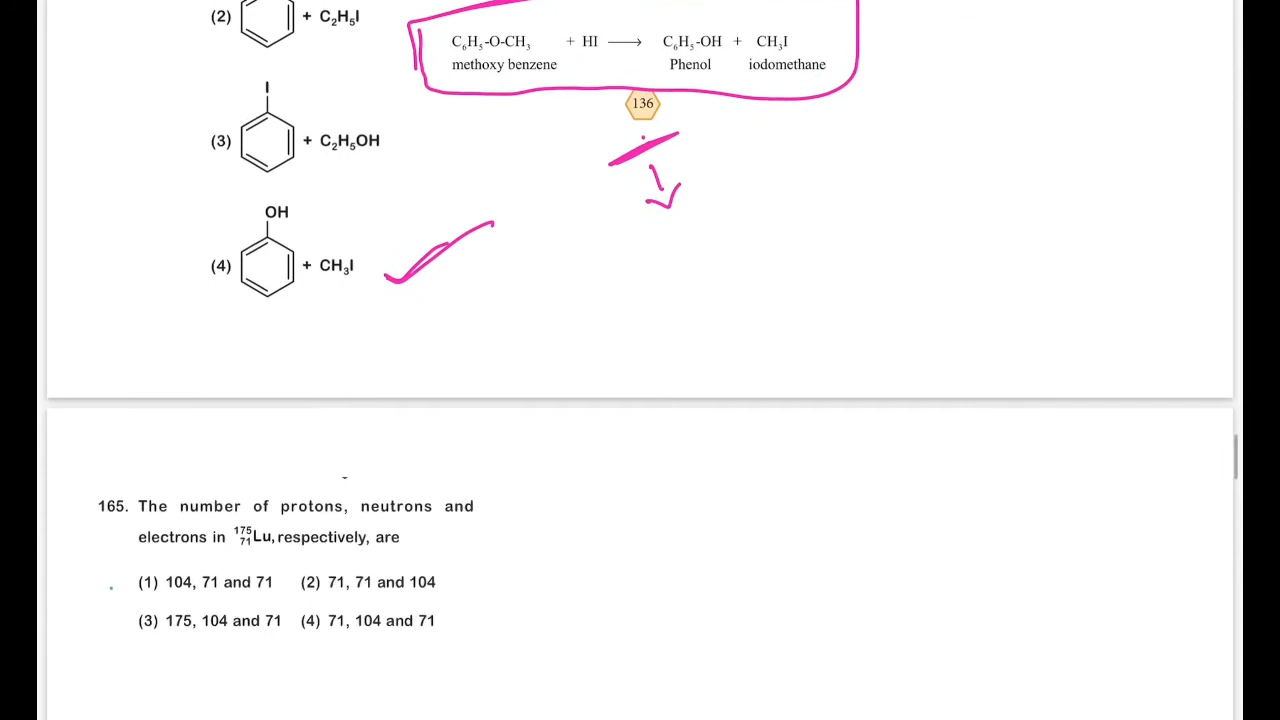 (2) + C₂H₅I
C₆H₅-O-CH₃ + HI ⟶ C₆H₅-OH + CH₃I
methoxy benzene Phenol iodomethane
136
I
(3) + C₂H₅OH
OH
(4) + CH₃I
165. The number of protons, neutrons and
electrons in ¹⁷⁵₇₁Lu, respectively, are
(1) 104, 71 and 71 (2) 71, 71 and 104
(3) 175, 104 and 71 (4) 71, 104 and 71